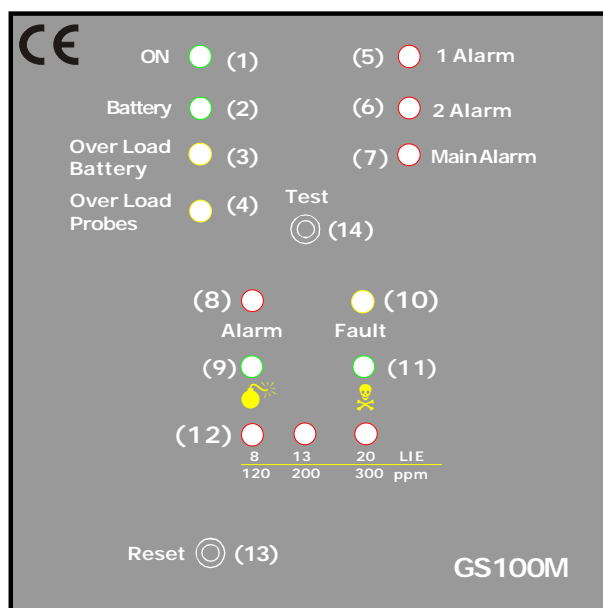 CE
ON (1) (5) 1 Alarm
Battery (2) (6) 2 Alarm
Over Load
Battery (3) (7) Main Alarm
Over Load
Probes (4) Test
(14)
(8) (10)
Alarm Fault
(9) (11)
(12)
8 13 20 LIE
120 200 300 ppm
Reset (13)
GS100M